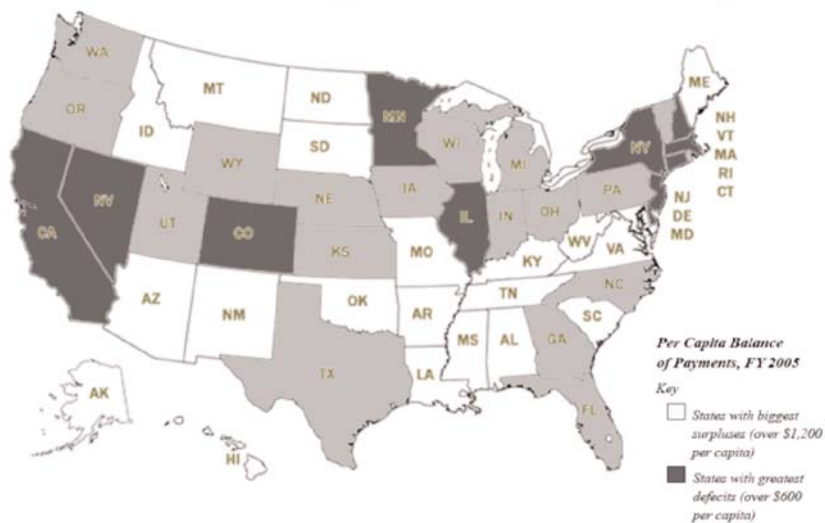 WA
MT
ND
MN
ME
OR
ID
SD
WI
MI
NY
NH
VT
MA
RI
CT
WY
IA
PA
NJ
DE
MD
NV
NE
IL
IN
OH
CA
UT
CO
KS
MO
WV
VA
KY
AZ
NM
OK
AR
TN
NC
SC
MS
AL
GA
TX
LA
FL
AK
HI
Per Capita Balance
of Payments, FY 2005
Key
States with biggest
surpluses (over $1,200
per capita)
States with greatest
defecits (over $600
per capita)